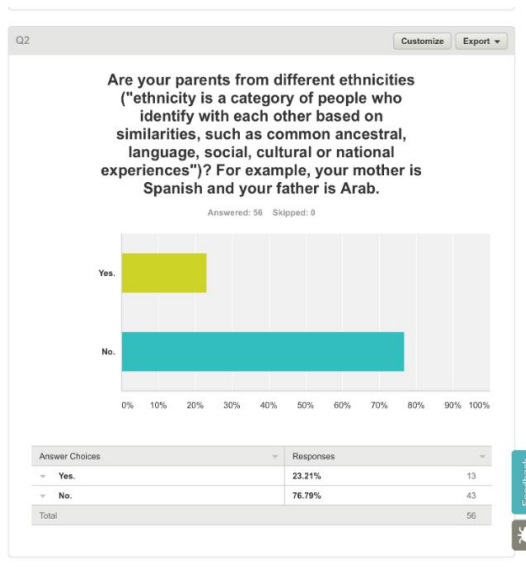 Q2
Customize
Export
Are your parents from different ethnicities
("ethnicity is a category of people who
identify with each other based on
similarities, such as common ancestral,
language, social, cultural or national
experiences")? For example, your mother is
Spanish and your father is Arab.
Answered: 56 Skipped: 0
Yes.
No.
0% 10% 20% 30% 40% 50% 60% 70% 80% 90% 100%
Answer Choices Responses
Yes. 23.21% 13
No. 76.79% 43
Total 56
Feedback